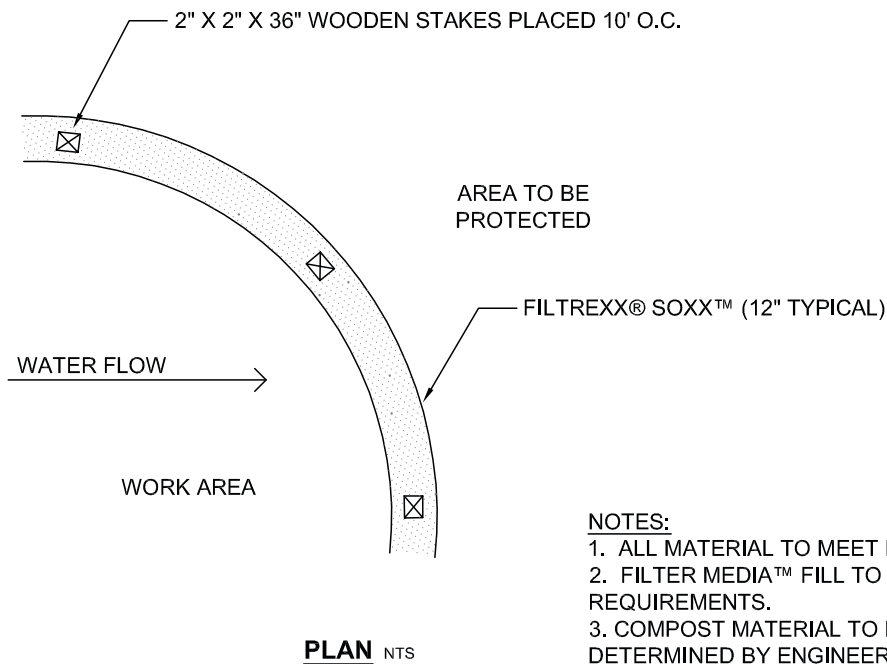 2" X 2" X 36" WOODEN STAKES PLACED 10' O.C.
AREA TO BE
PROTECTED
FILTREXX® SOXX™ (12" TYPICAL)
WATER FLOW
WORK AREA
NOTES:
1. ALL MATERIAL TO MEET
2. FILTER MEDIA™ FILL TO
REQUIREMENTS.
3. COMPOST MATERIAL TO
DETERMINED BY ENGINEER
PLAN NTS